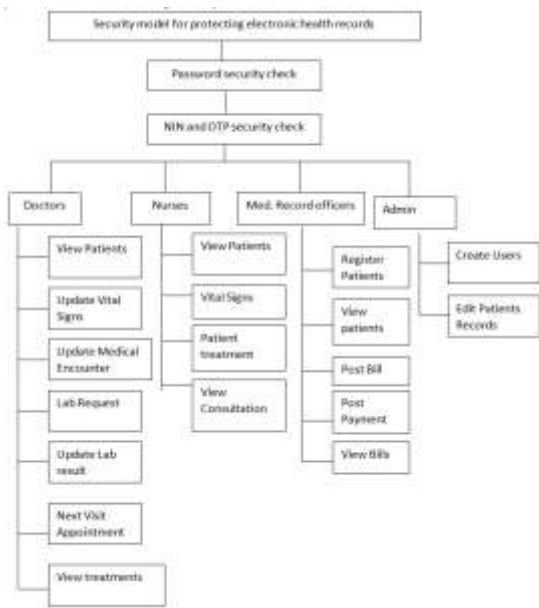 Security model for protecting electronic health records
Password security check
NIN and OTP security check
Doctors
Nurses
Med. Record officers
Admin
View Patients
Update Vital
Signs
Update Medical
Encounter
Lab Request
Update Lab
result
Next Visit
Appointment
View treatments
View Patients
Vital Signs
Patient
treatment
View
Consultation
Register
Patients
View
patients
Post Bill
Post
Payment
View Bills
Create Users
Edit Patients
Records